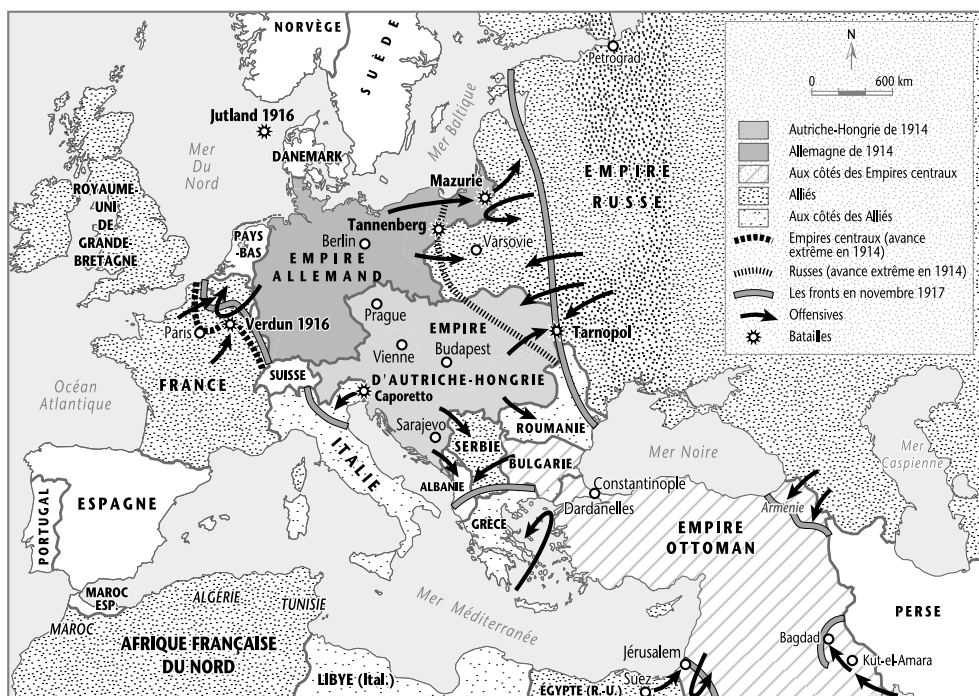 NORVÈGE
SUÈDE
Petrograd
Mer Baltique
Jutland 1916
Mer
Du
Nord
DANEMARK
EMPIRE
RUSSE
Mazurie
ROYAUME-
UNI
DE
GRANDE-
BRETAGNE
PAYS
-BAS
Tannenberg
Berlin
Varsovie
EMPIRE
ALLEMAND
Prague
Verdun 1916
Paris
EMPIRE
Tarnopol
Vienne
Budapest
Océan
Atlantique
FRANCE
SUISSE
D'AUTRICHE-HONGRIE
Caporetto
Sarajevo
ROUMANIE
SERBIE
ITALIE
Mer Noire
Mer
Caspienne
BULGARIE
ALBANIE
ESPAGNE
PORTUGAL
Constantinople
Dardanelles
Arménie
GRÈCE
EMPIRE
OTTOMAN
MAROC
ESP.
ALGÉRIE
TUNISIE
Mer Méditerranée
PERSE
MAROC
AFRIQUE FRANÇAISE
DU NORD
Bagdad
Kut-el-Amara
Jérusalem
LIBYE (Ital.)
Suez
ÉGYPTE (R.-U.)
N
0 600 km
Autriche-Hongrie de 1914
Allemagne de 1914
Aux côtés des Empires centraux
Alliés
Aux côtés des Alliés
Empires centraux (avance
extrême en 1914)
Russes (avance extrême en 1914)
Les fronts en novembre 1917
Offensives
Batailles